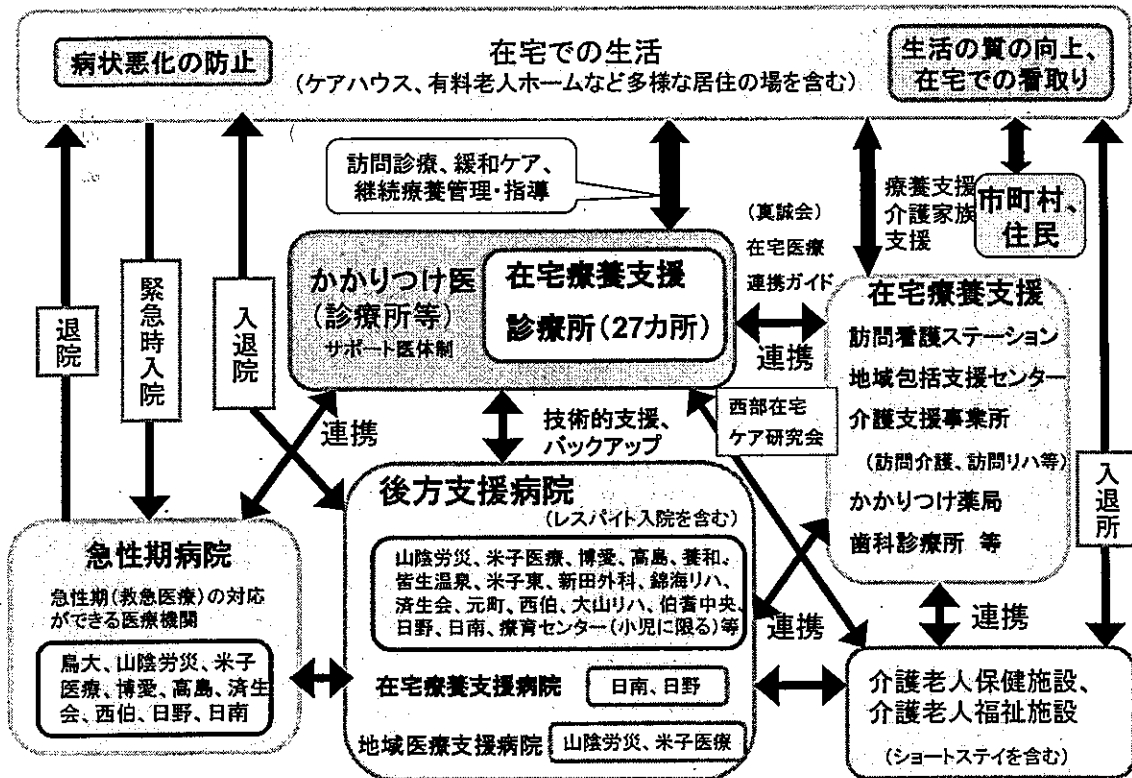 病状悪化の防止
在宅での生活
(ケアハウス、有料老人ホームなど多様な居住の場を含む)
生活の質の向上、
在宅での看取り
訪問診療、緩和ケア、
継続療養管理・指導
療養支援
介護家族
支援
市町村、
住民
退院
緊急時入院
入退院
かかりつけ医
(診療所等)
サポート医体制
在宅療養支援
診療所(27カ所)
(真誠会)
在宅医療
連携ガイド
連携
在宅療養支援
訪問看護ステーション
地域包括支援センター
介護支援事業所
(訪問介護、訪問リハ等)
かかりつけ薬局
歯科診療所 等
入退所
連携
技術的支援、
バックアップ
西部在宅
ケア研究会
急性期病院
急性期(救急医療)の対応
ができる医療機関
鳥大、山陰労災、米子
医療、博愛、高島、済生
会、西伯、日野、日南
後方支援病院
(レスパイト入院を含む)
山陰労災、米子医療、博愛、高島、養和、
皆生温泉、米子東、新田外科、錦海リハ、
済生会、元町、西伯、大山リハ、伯耆中央、
日野、日南、療育センター(小児に限る)等
在宅療養支援病院
日南、日野
地域医療支援病院
山陰労災、米子医療
連携
連携
介護老人保健施設、
介護老人福祉施設
(ショートステイを含む)